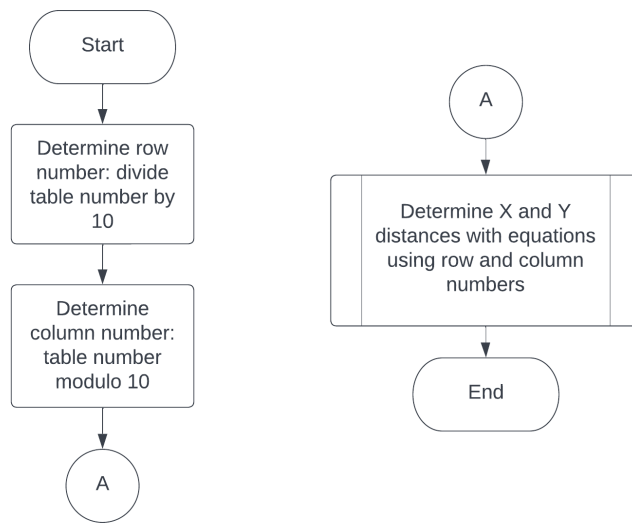 Start
Determine row
number: divide
table number by
10
Determine
column number:
table number
modulo 10
A
A
Determine X and Y
distances with equations
using row and column
numbers
End